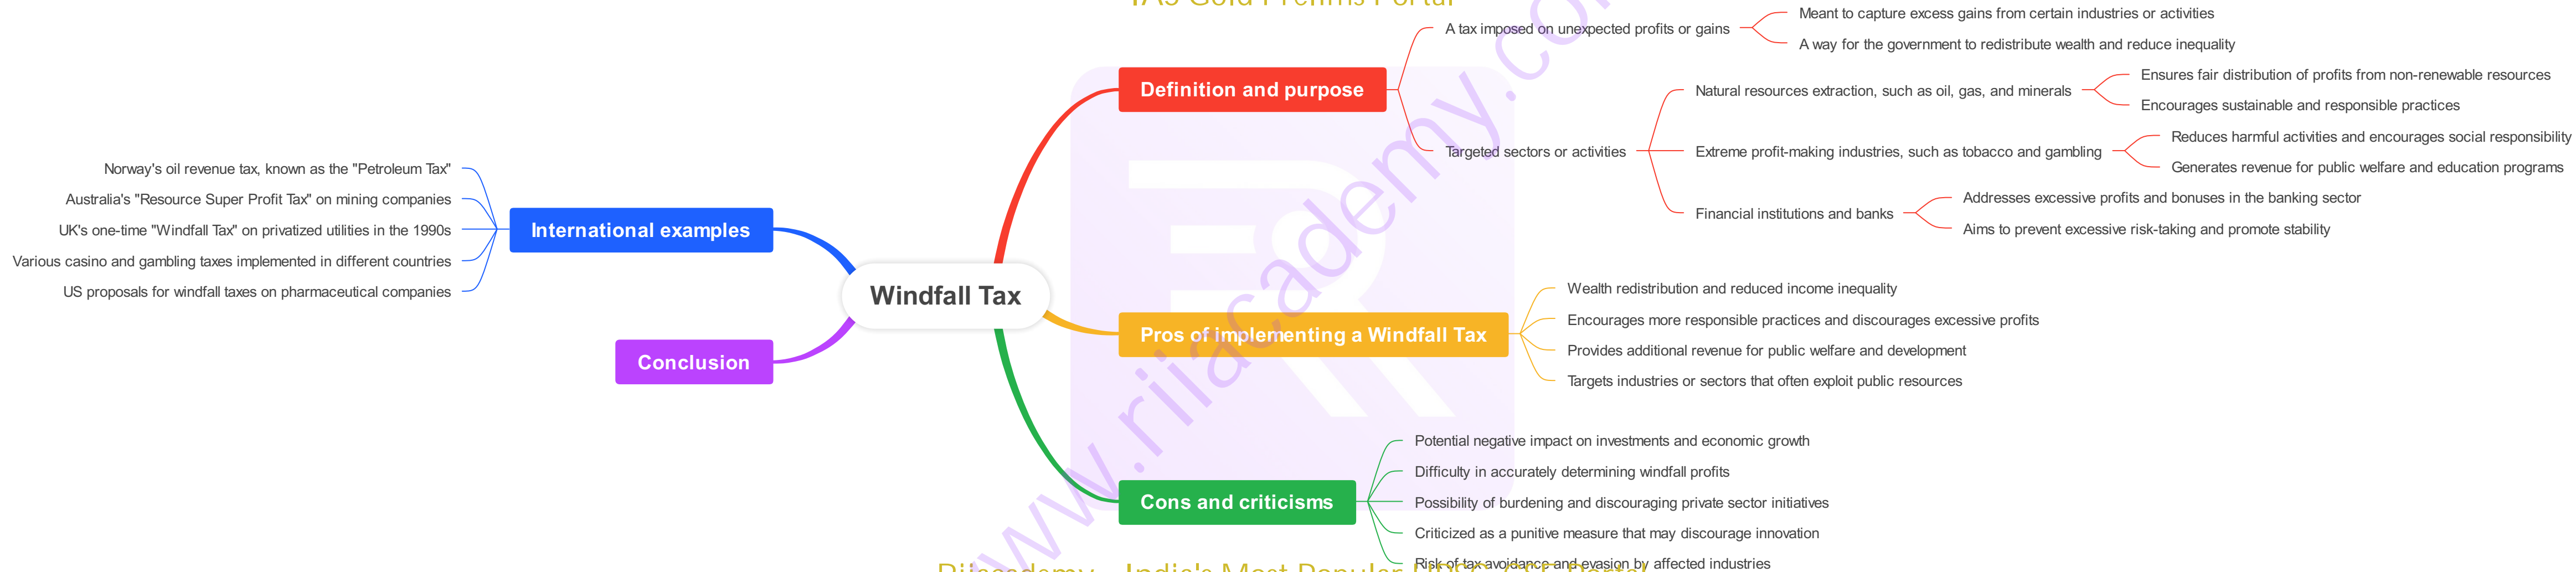 IAS Gold Prelims Portal
Windfall Tax
Definition and purpose
A tax imposed on unexpected profits or gains
Meant to capture excess gains from certain industries or activities
A way for the government to redistribute wealth and reduce inequality
Targeted sectors or activities
Natural resources extraction, such as oil, gas, and minerals
Ensures fair distribution of profits from non-renewable resources
Encourages sustainable and responsible practices
Extreme profit-making industries, such as tobacco and gambling
Reduces harmful activities and encourages social responsibility
Generates revenue for public welfare and education programs
Financial institutions and banks
Addresses excessive profits and bonuses in the banking sector
Aims to prevent excessive risk-taking and promote stability
Pros of implementing a Windfall Tax
Wealth redistribution and reduced income inequality
Encourages more responsible practices and discourages excessive profits
Provides additional revenue for public welfare and development
Targets industries or sectors that often exploit public resources
Cons and criticisms
Potential negative impact on investments and economic growth
Difficulty in accurately determining windfall profits
Possibility of burdening and discouraging private sector initiatives
Criticized as a punitive measure that may discourage innovation
Risk of tax avoidance and evasion by affected industries
International examples
Norway's oil revenue tax, known as the "Petroleum Tax"
Australia's "Resource Super Profit Tax" on mining companies
UK's one-time "Windfall Tax" on privatized utilities in the 1990s
Various casino and gambling taxes implemented in different countries
US proposals for windfall taxes on pharmaceutical companies
Conclusion
www.riiacademy.co
India's Most Popular UPSC CSE Portal